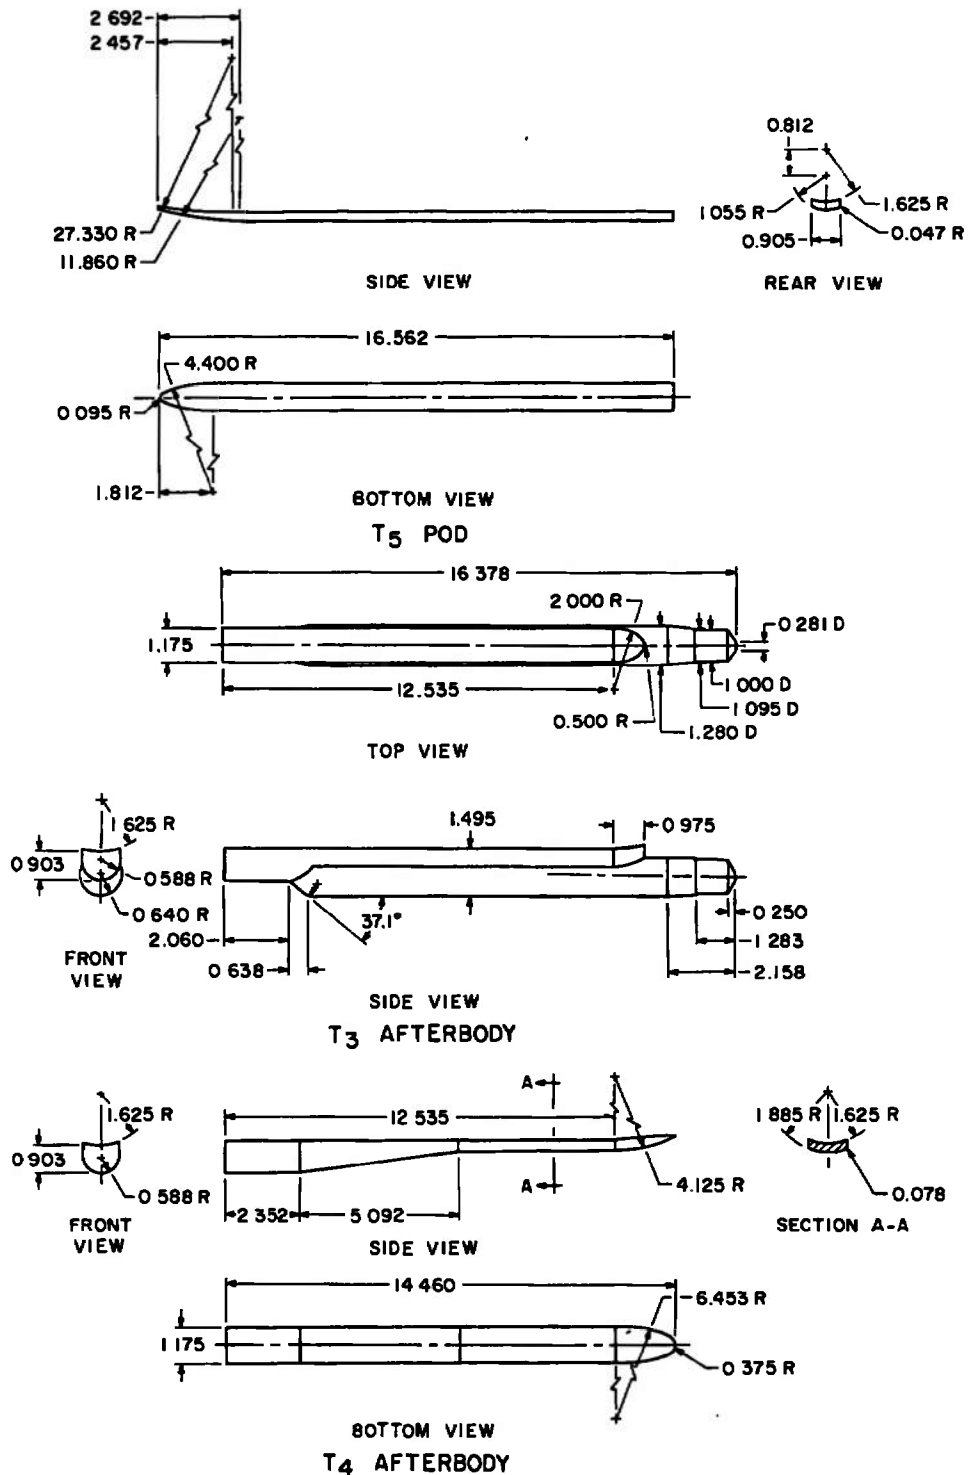 2 692
2 457
0.812
1.625 R
1 055 R
0.047 R
0.905
27.330 R
11.860 R
SIDE VIEW
REAR VIEW
16.562
4.400 R
0 095 R
1.812
BOTTOM VIEW
T5 POD
16 378
2 000 R
0 281 D
1.175
12.535
1 000 D
1 095 D
0.500 R
1.280 D
TOP VIEW
1 625 R
1.495
0 975
0 903
0 588 R
0 640 R
37.1°
0 250
2.060
1 283
FRONT
VIEW
0 638
2.158
SIDE VIEW
T3 AFTERBODY
A
12 535
1.625 R
1 885 R
1.625 R
0 903
0 588 R
A
4.125 R
0.078
2 352
5 092
FRONT
VIEW
SIDE VIEW
SECTION A-A
14 460
6.453 R
1 175
0 375 R
BOTTOM VIEW
T4 AFTERBODY